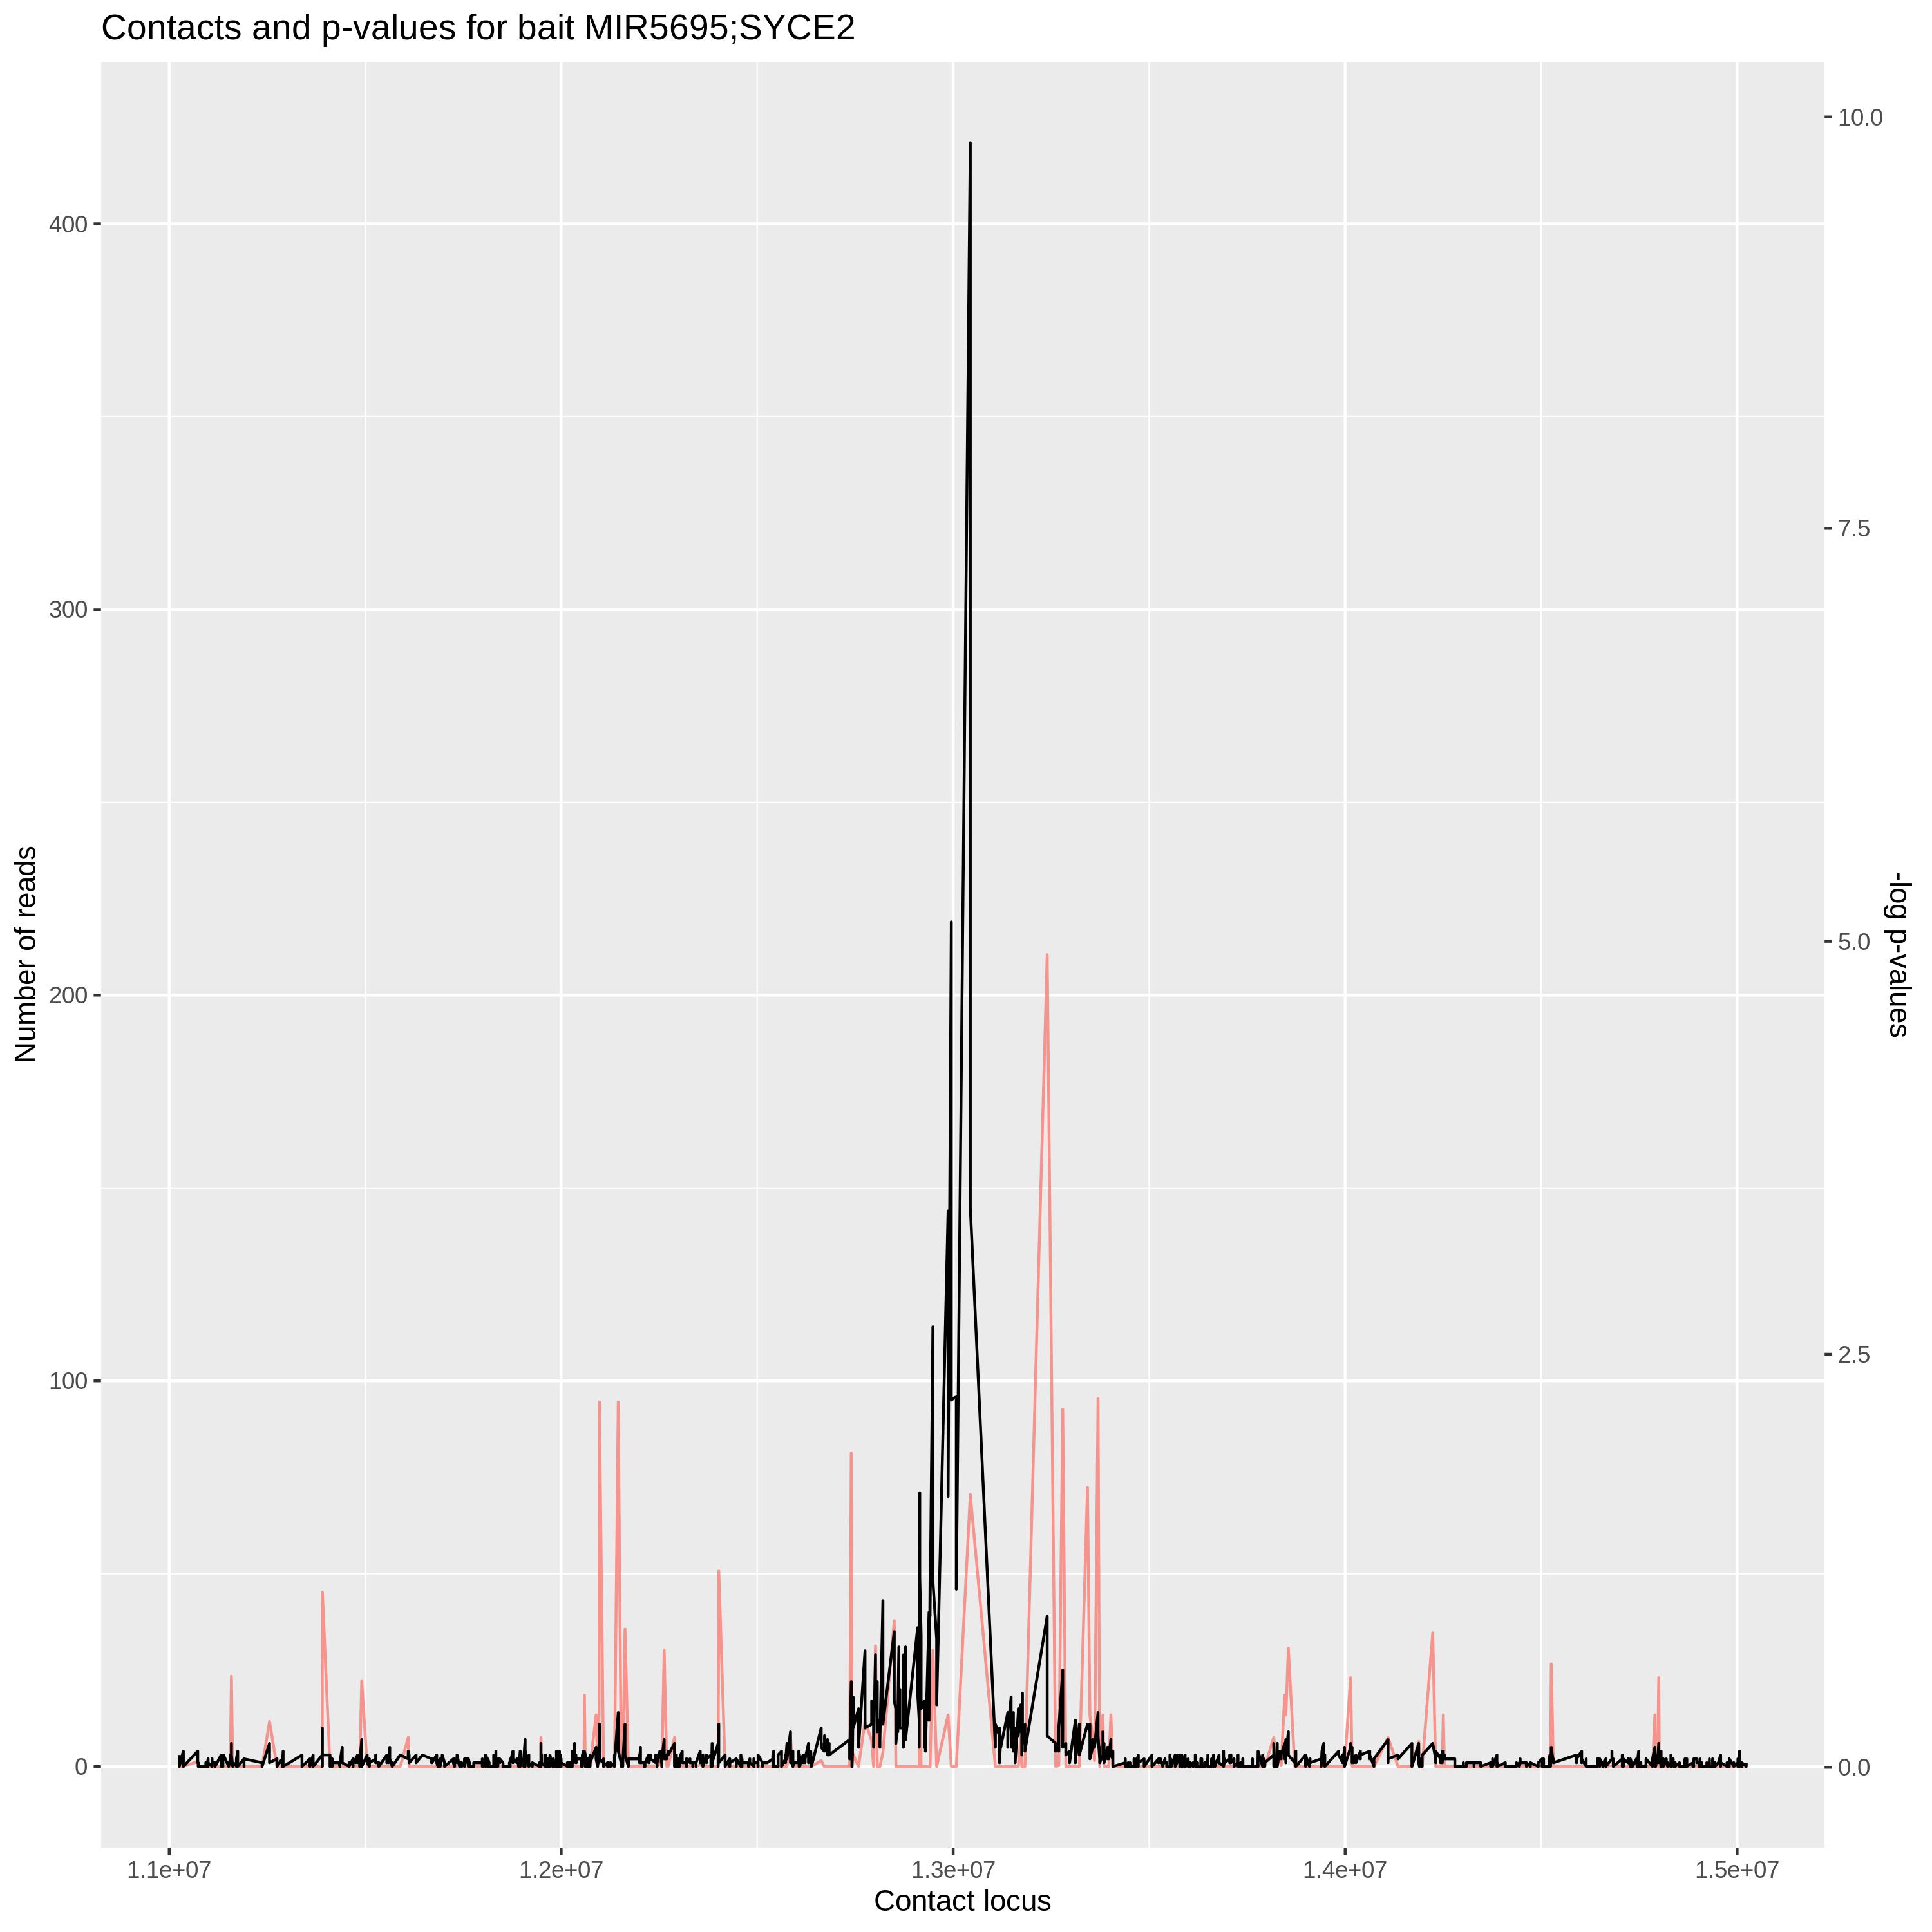 Contacts and p-values for bait MIR5695;SYCE2
400
300
200
100
0
Number of reads
10.0
7.5
5.0
2.5
0.0
-log p-values
1.1e+07
1.2e+07
1.3e+07
1.4e+07
1.5e+07
Contact locus